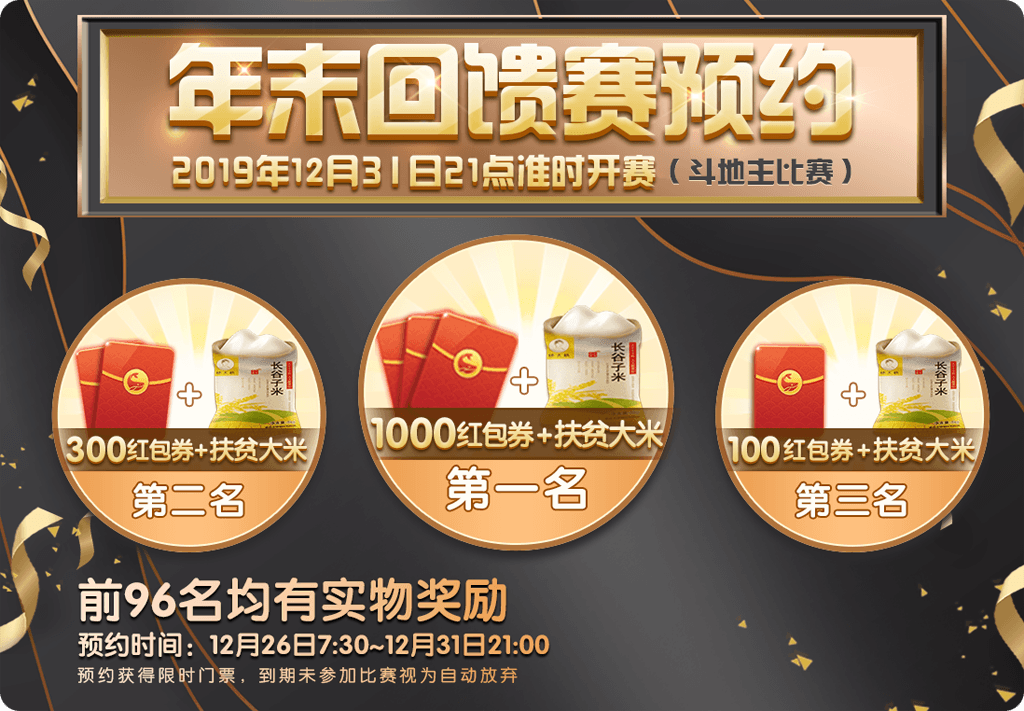 年末回馈赛预约
2019年12月31日21点准时开赛（斗地主比赛）
长谷子米
300红包券+扶贫大米
第二名
长谷子米
1000红包券+扶贫大米
第一名
长谷子米
100红包券+扶贫大米
第三名
前96名均有实物奖励
预约时间：12月26日7:30~12月31日21:00
预约获得限时门票，到期未参加比赛视为自动放弃